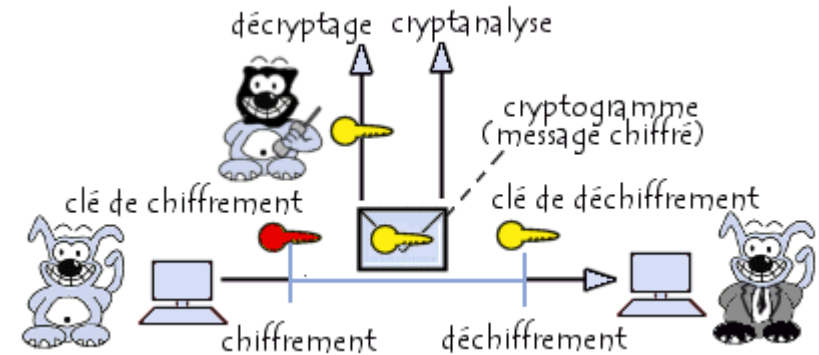 décryptage cryptanalyse
cryptogramme
(message chiffré)
clé de chiffrement
clé de déchiffrement
chiffrement
déchiffrement